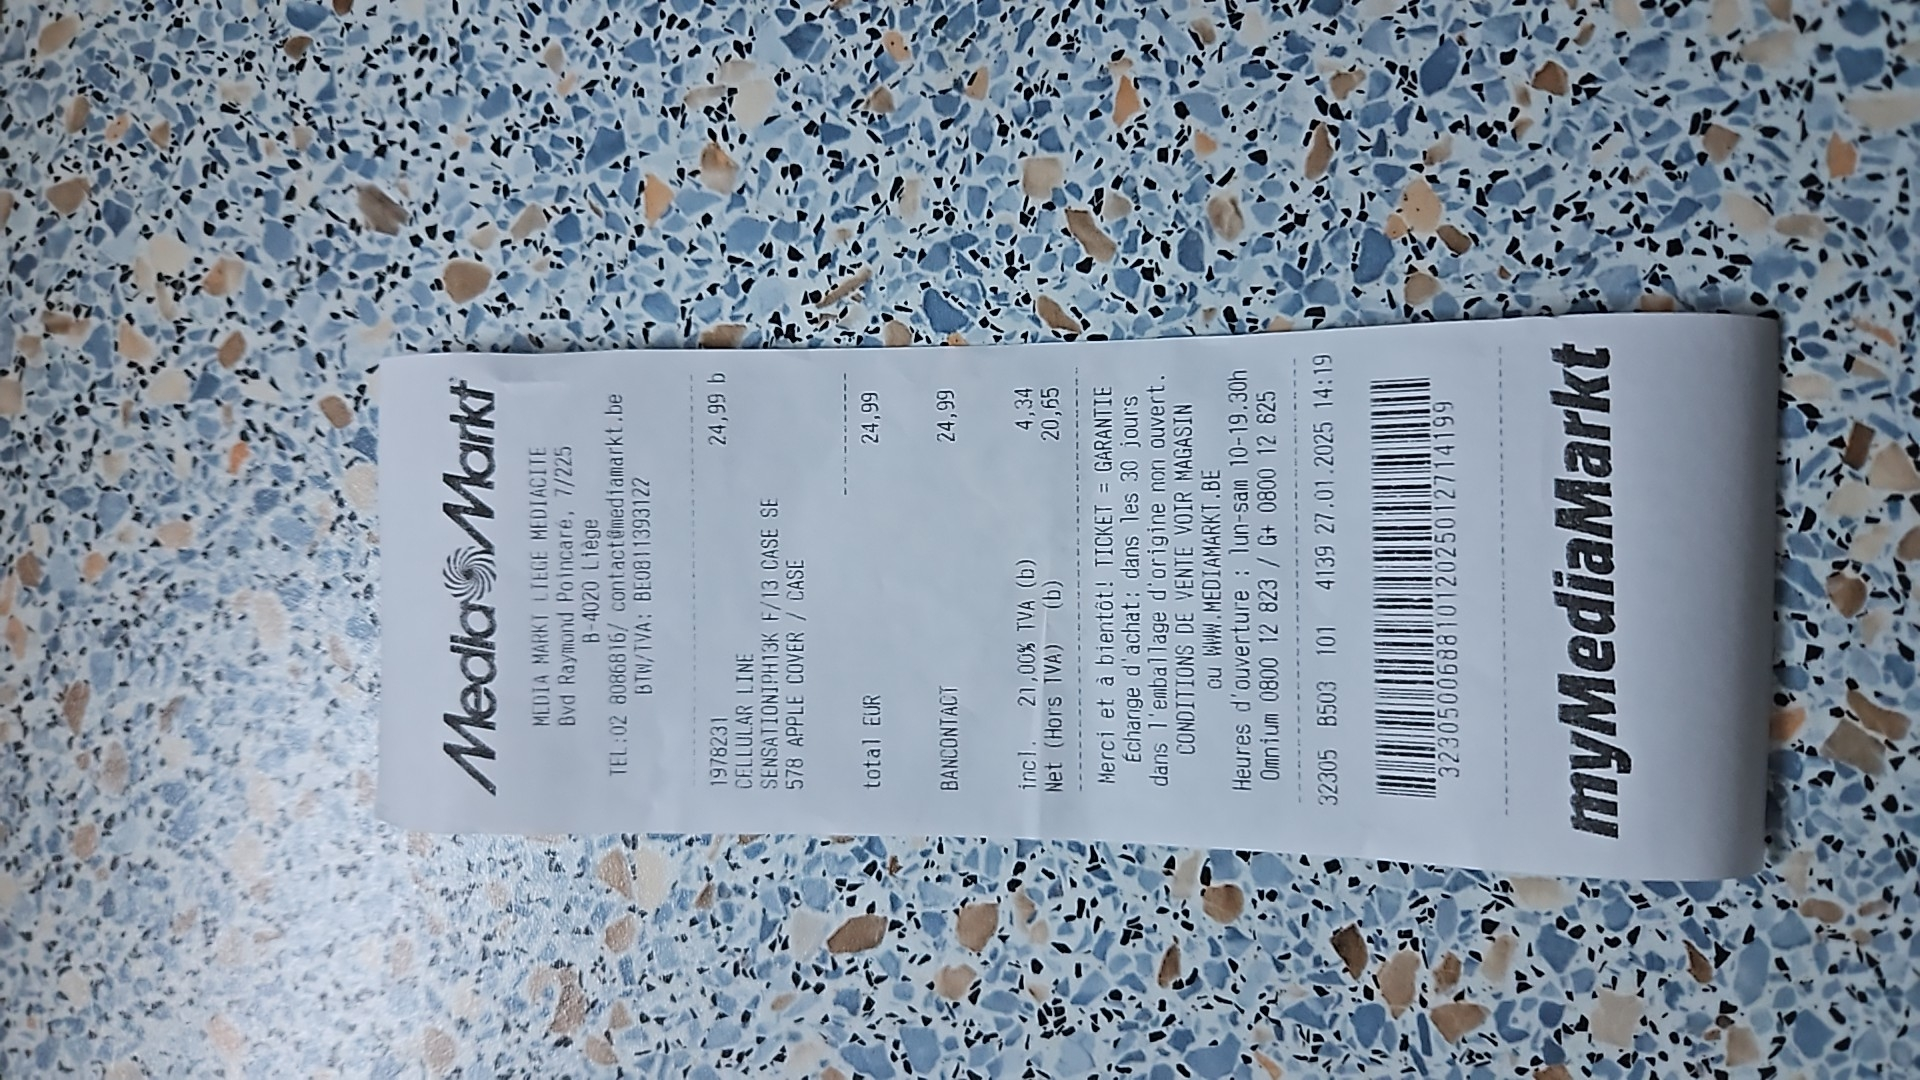 Media Markt
MEDIA MARKT LIEGE MEDIACITE
Bvd Raymond Poincaré, 7/225
B-4020 Liège
TEL:02 8086816/ contact@mediamarkt.be
BTW/TVA: BE0811393122
1978231 24,99 b
CELLULAR LINE
SENSATIONIPH13K F/13 CASE SE
578 APPLE COVER / CASE
total EUR 24,99
BANCONTACT 24,99
incl. 21,00% TVA (b) 4,34
Net (Hors TVA) (b) 20,65
Merci et à bientôt! TICKET = GARANTIE
Échange d'achat: dans les 30 jours
dans l'emballage d'origine non ouvert.
CONDITIONS DE VENTE VOIR MAGASIN
ou WWW.MEDIAMARKT.BE
Heures d'ouverture : lun-sam 10-19.30h
Omnium 0800 12 823 / G+ 0800 12 625
32305 B503 101 4139 27.01.2025 14:19
3230500688101202501271 4199
myMediaMarkt